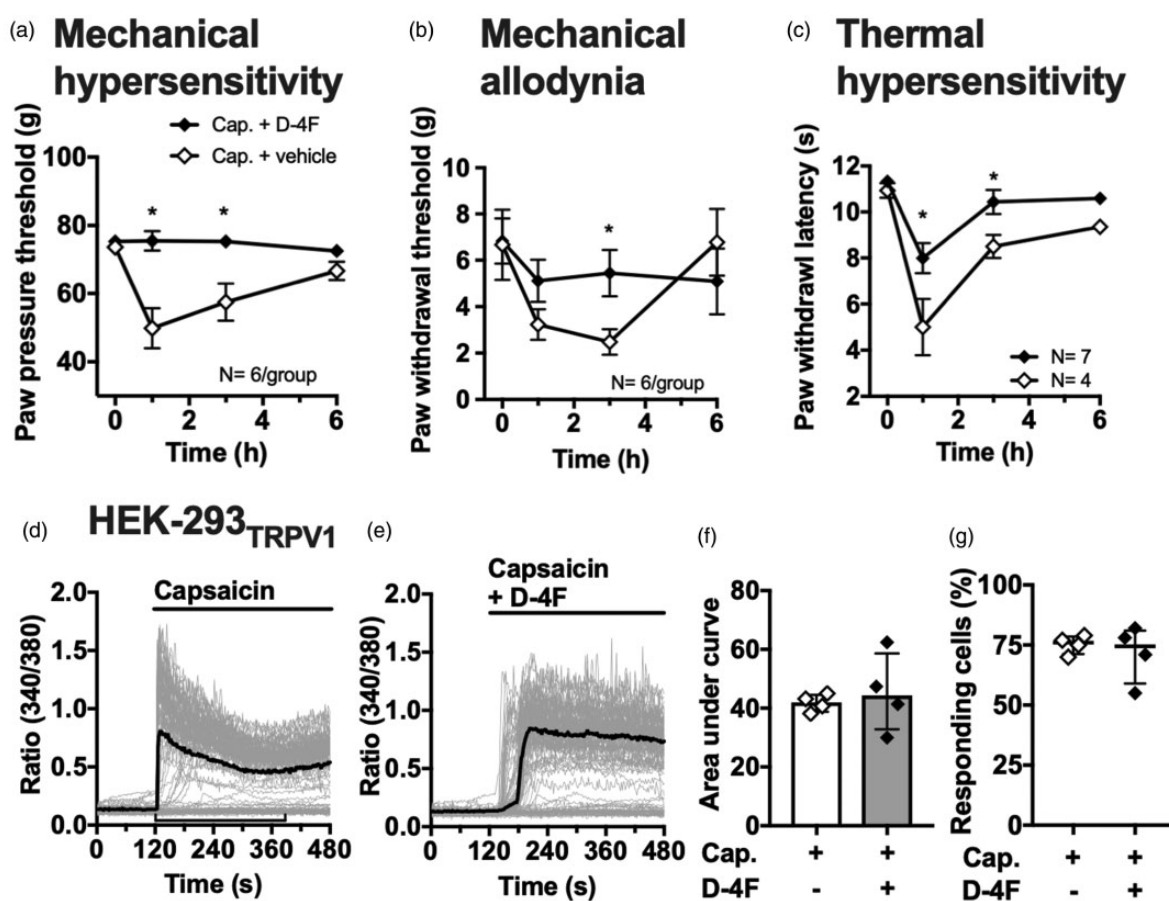 (a) Mechanical hypersensitivity
Paw pressure threshold (g)
Cap. + D-4F
Cap. + vehicle
100
80
60
40
* *
N= 6/group
0 2 4 6
Time (h)
(b) Mechanical allodynia
Paw withdrawal threshold (g)
10
8
6
4
2
0
*
N= 6/group
0 2 4 6
Time (h)
(c) Thermal hypersensitivity
Paw withdrawl latency (s)
12
10
8
6
4
2
* *
N= 7
N= 4
0 2 4 6
Time (h)
(d) HEK-293TRPV1
Capsaicin
Ratio (340/380)
2.0
1.5
1.0
0.5
0.0
0 120 240 360 480
Time (s)
(e)
Capsaicin
+ D-4F
Ratio (340/380)
2.0
1.5
1.0
0.5
0.0
0 120 240 360 480
Time (s)
(f)
Area under curve
80
60
40
20
0
Cap. + +
D-4F - +
(g)
Responding cells (%)
100
75
50
25
0
Cap. + +
D-4F - +